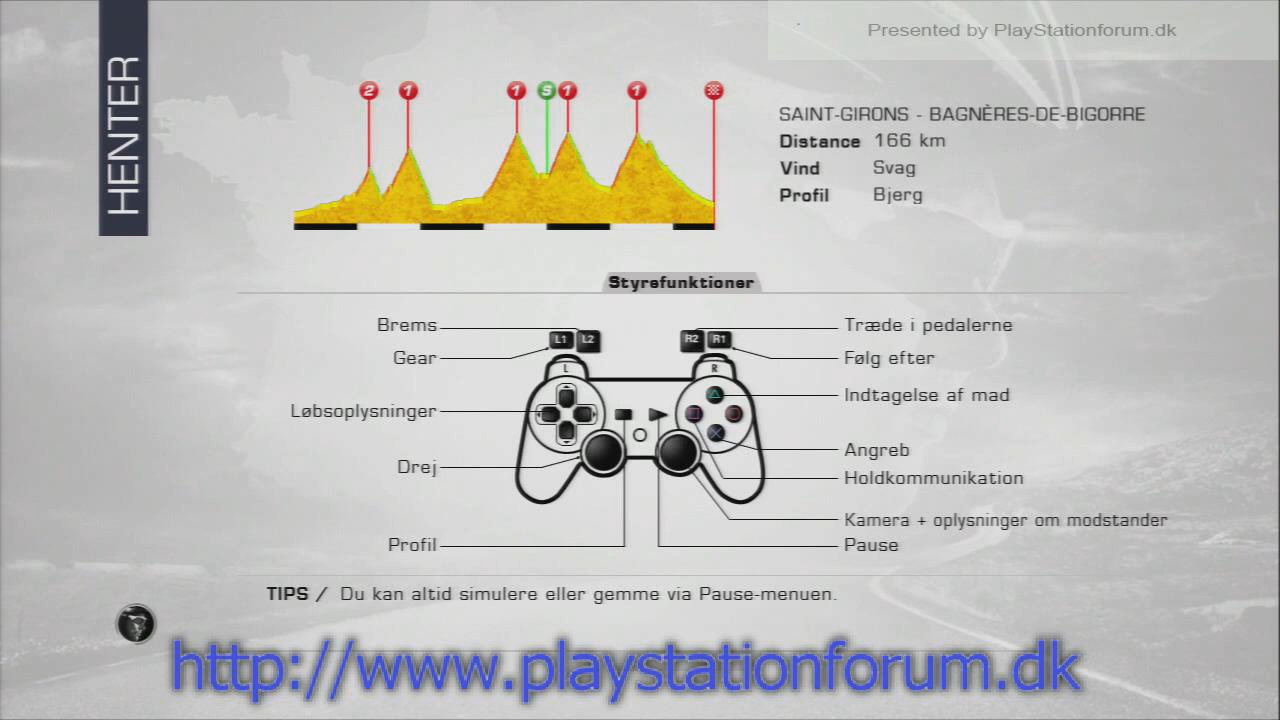 Presented by PlayStationforum.dk
HENTER
2 1 1 S 1 1
SAINT-GIRONS - BAGNÈRES-DE-BIGORRE
Distance 166 km
Vind Svag
Profil Bjerg
Styrefunktioner
Brems
Gear
Løbsoplysninger
Drej
Profil
L1 L2
R2 R1
L
R
Træde i pedalerne
Følg efter
Indtagelse af mad
Angreb
Holdkommunikation
Kamera + oplysninger om modstander
Pause
TIPS / Du kan altid simulere eller gemme via Pause-menuen.
http://www.playstationforum.dk